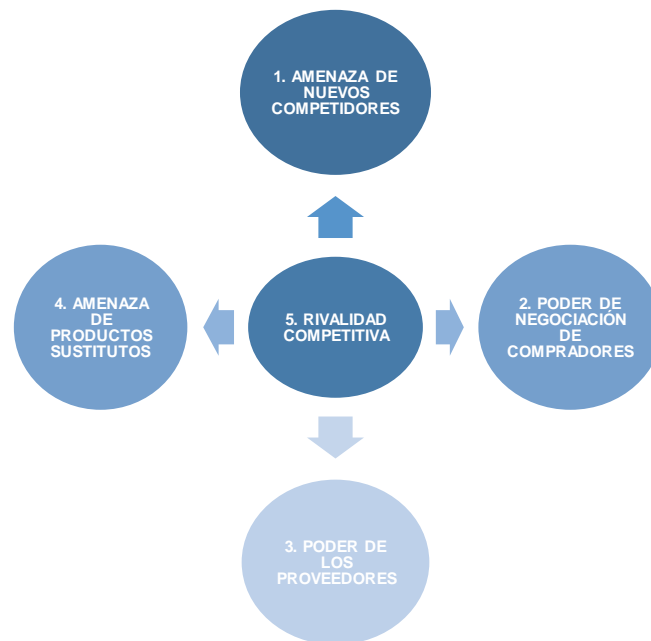 1. AMENAZA DE
NUEVOS
COMPETIDORES
4. AMENAZA
DE
PRODUCTOS
SUSTITUTOS
5. RIVALIDAD
COMPETITIVA
2. PODER DE
NEGOCIACIÓN
DE
COMPRADORES
3. PODER DE
LOS
PROVEEDORES